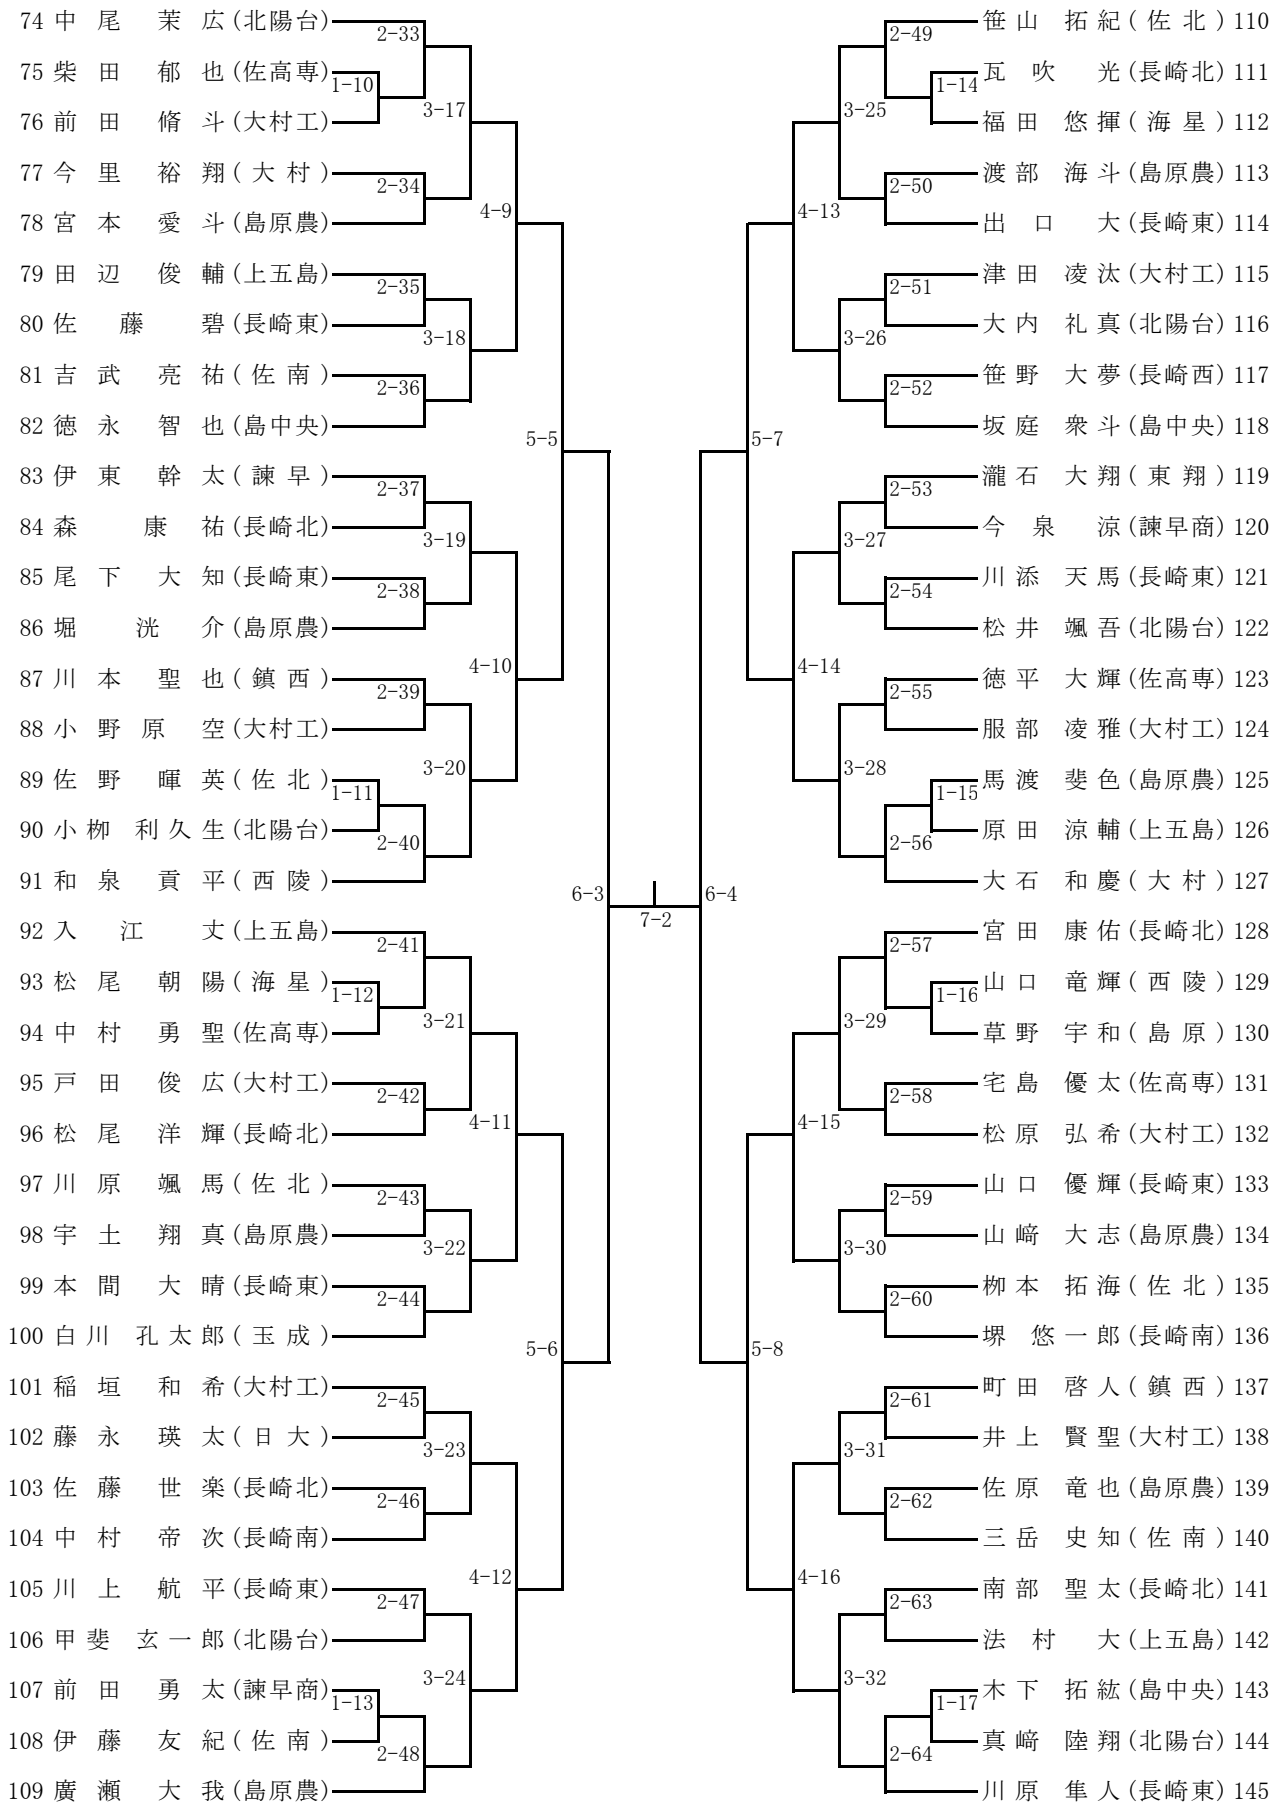 74 中尾 茉広(北陽台)
2-33
75 柴田 郁也(佐高専)
1-10
76 前田 脩斗(大村工)
3-17
77 今里 裕翔(大村)
2-34
78 宮本 愛斗(島原農)
4-9
79 田辺 俊輔(上五島)
2-35
80 佐藤 碧(長崎東)
3-18
81 吉武 亮祐(佐南)
2-36
82 徳永 智也(島中央)
5-5
83 伊東 幹太(諫早)
2-37
84 森 康祐(長崎北)
3-19
85 尾下 大知(長崎東)
2-38
86 堀 洸介(島原農)
4-10
87 川本 聖也(鎮西)
2-39
88 小野原 空(大村工)
3-20
89 佐野 暉英(佐北)
1-11
90 小栁 利久生(北陽台)
2-40
91 和泉 貢平(西陵)
6-3
92 入江 丈(上五島)
2-41
93 松尾 朝陽(海星)
1-12
94 中村 勇聖(佐高専)
3-21
95 戸田 俊広(大村工)
2-42
96 松尾 洋輝(長崎北)
4-11
97 川原 颯馬(佐北)
2-43
98 宇土 翔真(島原農)
3-22
99 本間 大晴(長崎東)
2-44
100 白川 孔太郎(玉成)
5-6
101 稲垣 和希(大村工)
2-45
102 藤永 瑛太(日大)
3-23
103 佐藤 世楽(長崎北)
2-46
104 中村 帝次(長崎南)
4-12
105 川上 航平(長崎東)
2-47
106 甲斐 玄一郎(北陽台)
3-24
107 前田 勇太(諫早商)
1-13
108 伊藤 友紀(佐南)
2-48
109 廣瀬 大我(島原農)
7-2
笹山 拓紀(佐北) 110
2-49
瓦吹 光(長崎北) 111
1-14
福田 悠揮(海星) 112
3-25
渡部 海斗(島原農) 113
2-50
出口 大(長崎東) 114
4-13
津田 凌汰(大村工) 115
2-51
大内 礼真(北陽台) 116
3-26
笹野 大夢(長崎西) 117
2-52
坂庭 衆斗(島中央) 118
5-7
瀧石 大翔(東翔) 119
2-53
今泉 涼(諫早商) 120
3-27
川添 天馬(長崎東) 121
2-54
松井 颯吾(北陽台) 122
4-14
徳平 大輝(佐高専) 123
2-55
服部 凌雅(大村工) 124
3-28
馬渡 斐色(島原農) 125
1-15
原田 涼輔(上五島) 126
2-56
大石 和慶(大村) 127
6-4
宮田 康佑(長崎北) 128
2-57
山口 竜輝(西陵) 129
1-16
草野 宇和(島原) 130
3-29
宅島 優太(佐高専) 131
2-58
松原 弘希(大村工) 132
4-15
山口 優輝(長崎東) 133
2-59
山﨑 大志(島原農) 134
3-30
栁本 拓海(佐北) 135
2-60
堺 悠一郎(長崎南) 136
5-8
町田 啓人(鎮西) 137
2-61
井上 賢聖(大村工) 138
3-31
佐原 竜也(島原農) 139
2-62
三岳 史知(佐南) 140
4-16
南部 聖太(長崎北) 141
2-63
法村 大(上五島) 142
3-32
木下 拓紘(島中央) 143
1-17
真﨑 陸翔(北陽台) 144
2-64
川原 隼人(長崎東) 145